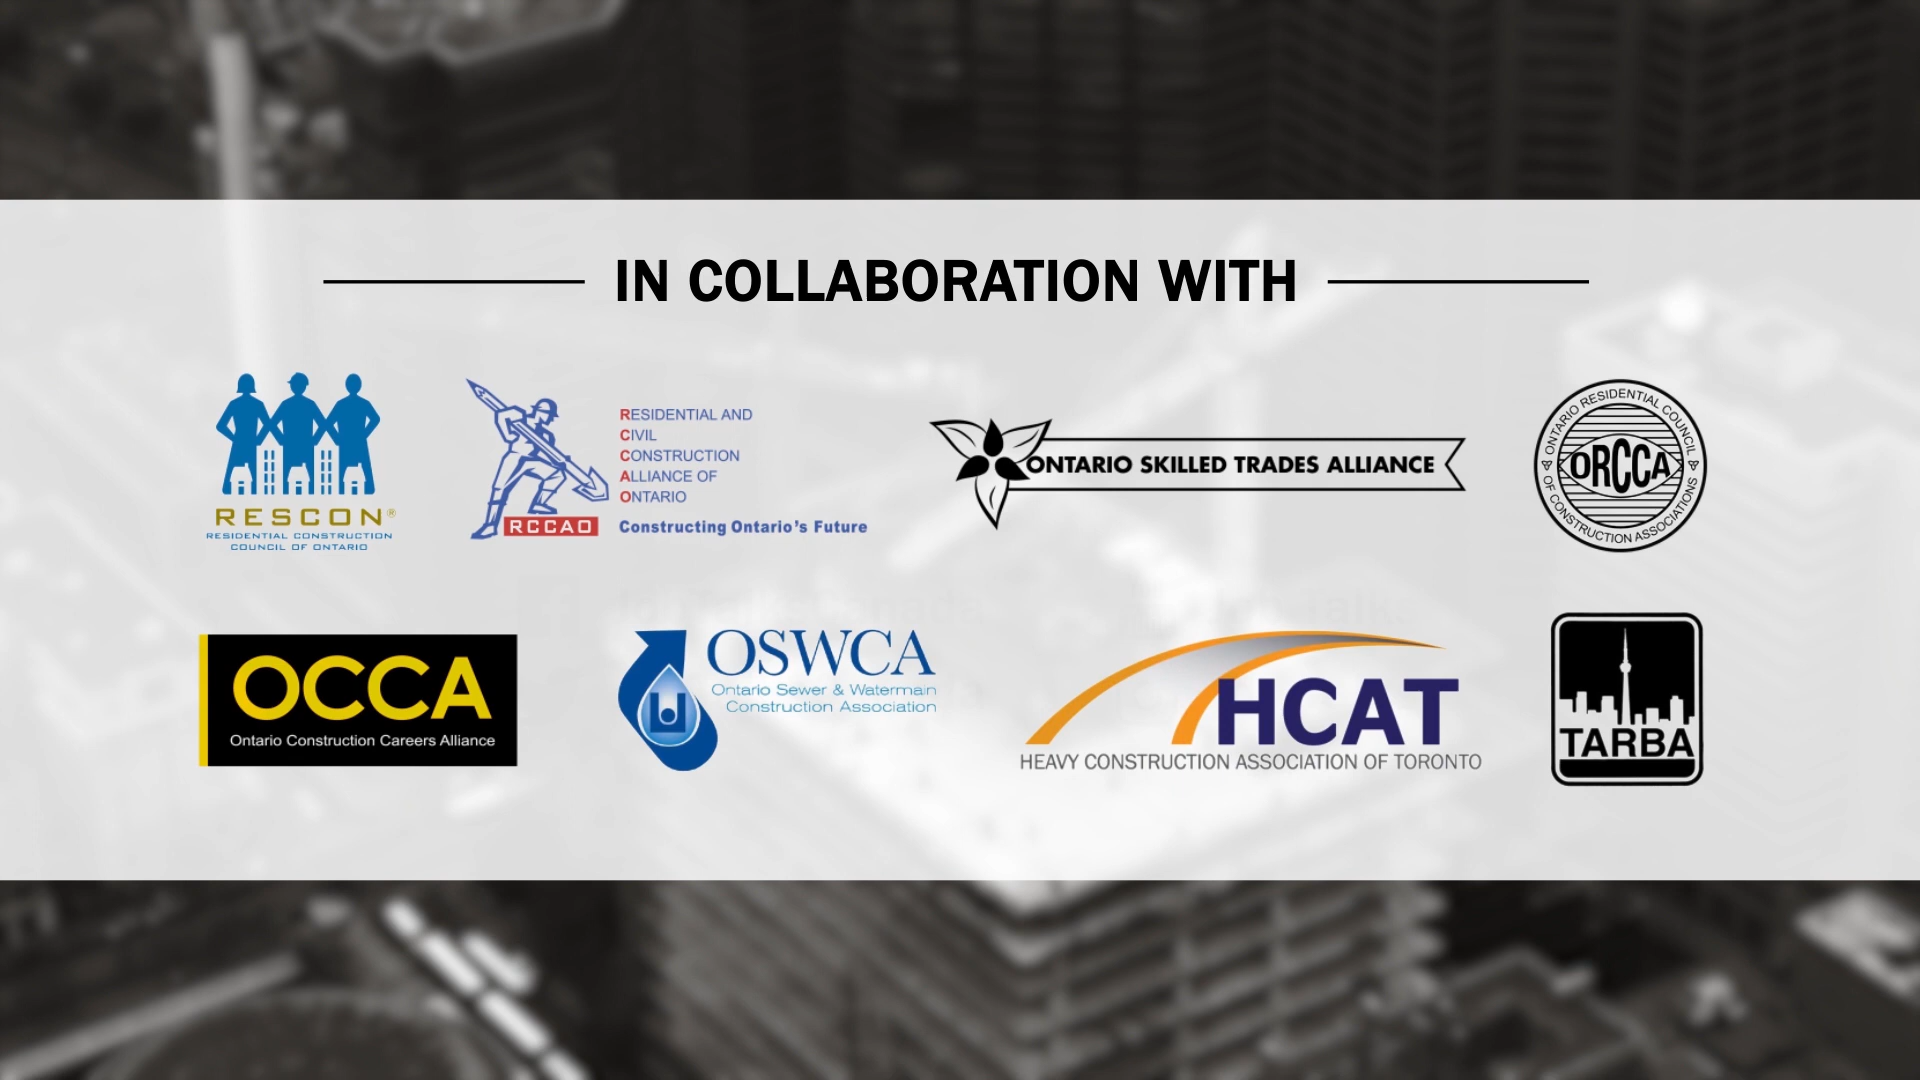 IN COLLABORATION WITH
RESCON®
RESIDENTIAL CONSTRUCTION
COUNCIL OF ONTARIO
RCCAO
RESIDENTIAL AND
CIVIL
CONSTRUCTION
ALLIANCE OF
ONTARIO
Constructing Ontario's Future
ONTARIO SKILLED TRADES ALLIANCE
ONTARIO RESIDENTIAL COUNCIL
ORCCA
OF CONSTRUCTION ASSOCIATIONS
OCCA
Ontario Construction Careers Alliance
OSWCA
Ontario Sewer & Watermain
Construction Association
HCAT
HEAVY CONSTRUCTION ASSOCIATION OF TORONTO
TARBA